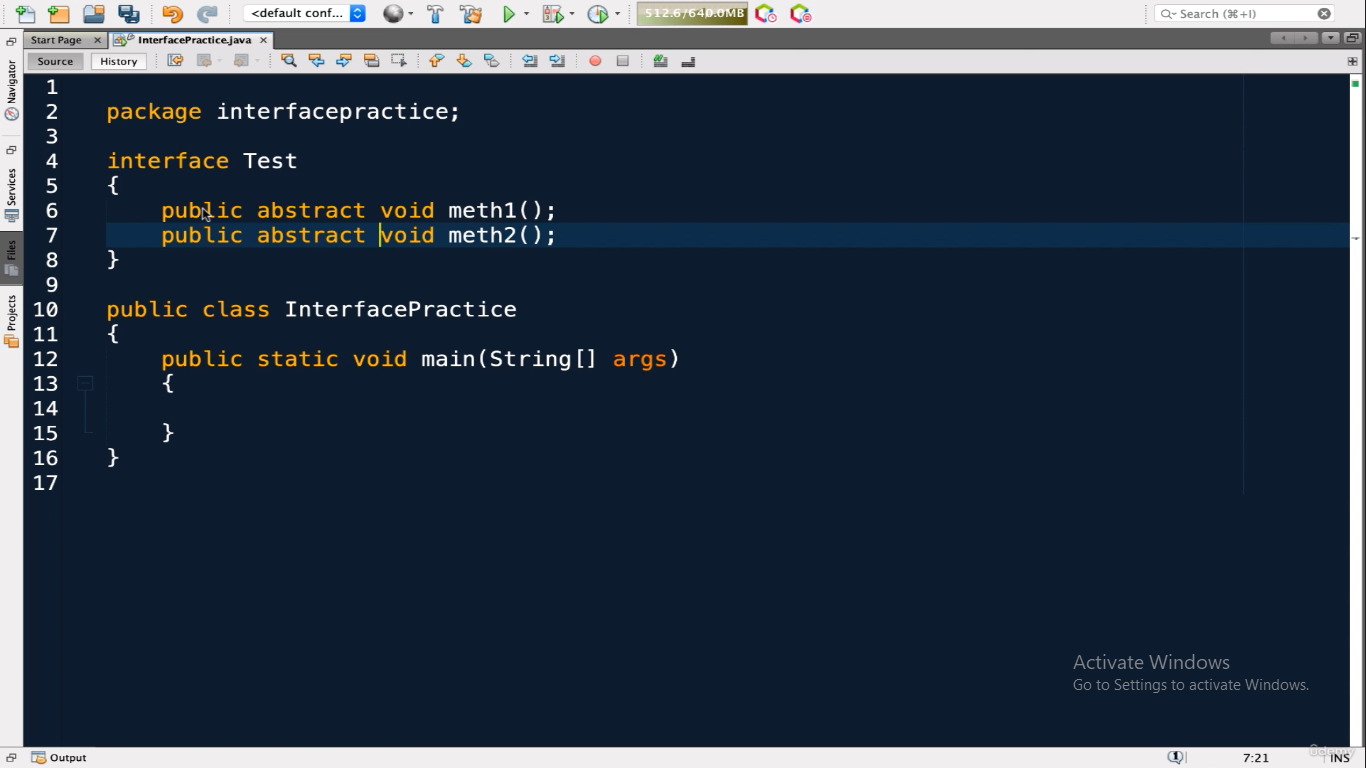 <default conf...
512.6/640.0MB
Search (⌘+I)
Start Page
InterfacePractice.java
Source
History
Navigator
Services
Files
Projects
1
2 package interfacepractice;
3
4 interface Test
5 {
6 public abstract void meth1();
7 public abstract void meth2();
8 }
9
10 public class InterfacePractice
11 {
12 public static void main(String[] args)
13 {
14
15 }
16 }
17
Activate Windows
Go to Settings to activate Windows.
Output
1
7:21
INS
Udemy